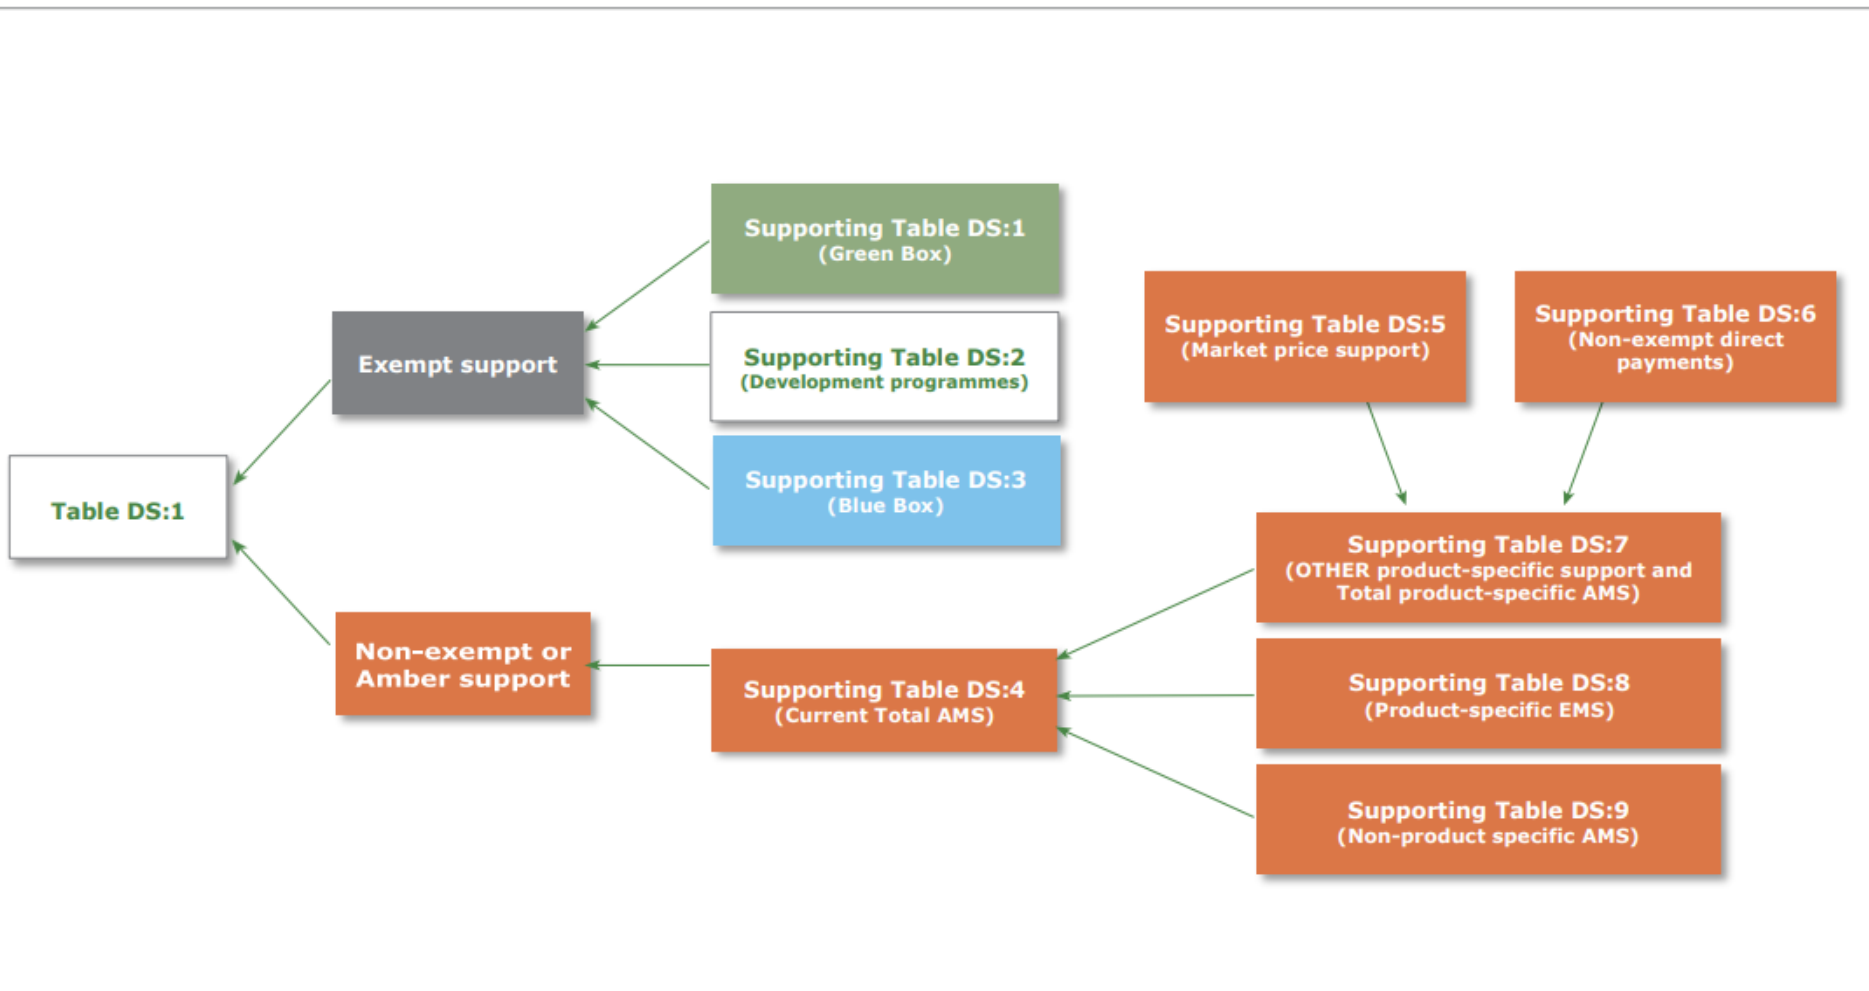 Supporting Table DS:1
(Green Box)
Supporting Table DS:5
(Market price support)
Supporting Table DS:6
(Non-exempt direct
payments)
Exempt support
Supporting Table DS:2
(Development programmes)
Supporting Table DS:3
(Blue Box)
Table DS:1
Supporting Table DS:7
(OTHER product-specific support and
Total product-specific AMS)
Non-exempt or
Amber support
Supporting Table DS:4
(Current Total AMS)
Supporting Table DS:8
(Product-specific EMS)
Supporting Table DS:9
(Non-product specific AMS)